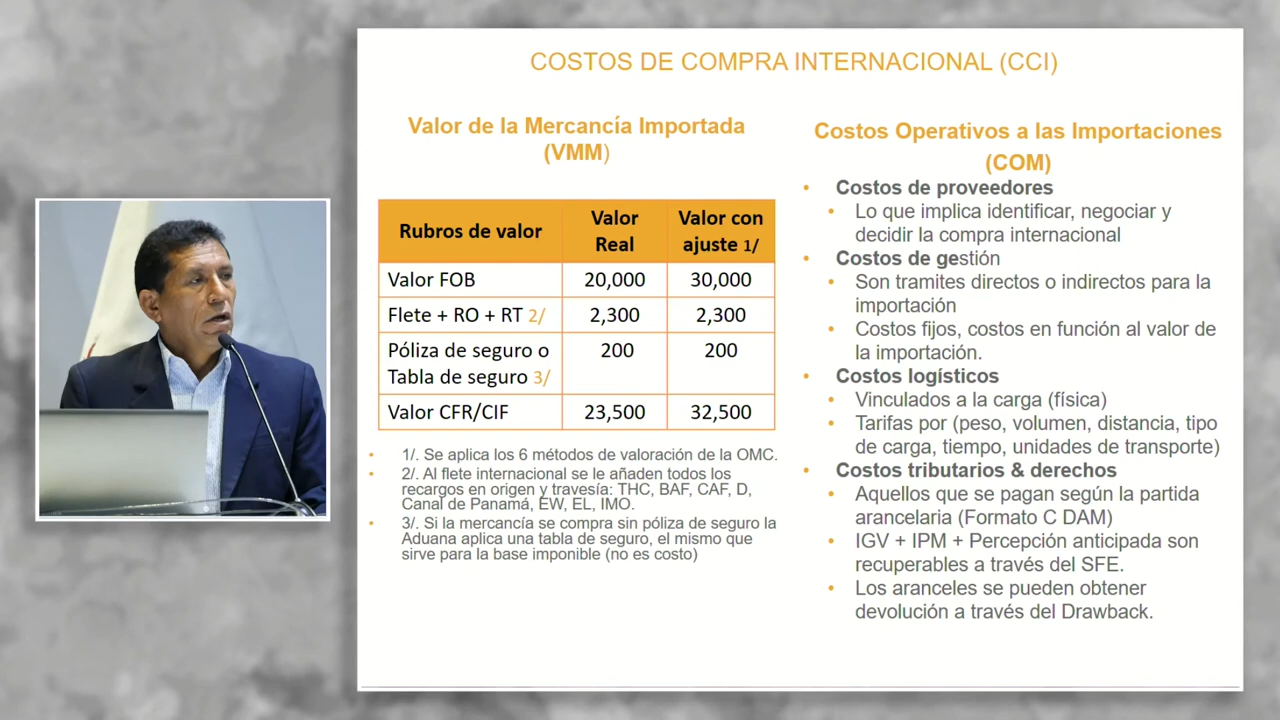 COSTOS DE COMPRA INTERNACIONAL (CCI)
Valor de la Mercancía Importada
(VMM)
Rubros de valor
Valor
Real
Valor con
ajuste 1/
Valor FOB
20,000
30,000
Flete + RO + RT 2/
2,300
2,300
Póliza de seguro o
Tabla de seguro 3/
200
200
Valor CFR/CIF
23,500
32,500
• 1/. Se aplica los 6 métodos de valoración de la OMC.
• 2/. Al flete internacional se le añaden todos los
recargos en origen y travesía: THC, BAF, CAF, D,
Canal de Panamá, EW, EL, IMO.
• 3/. Si la mercancía se compra sin póliza de seguro la
Aduana aplica una tabla de seguro, el mismo que
sirve para la base imponible (no es costo)
Costos Operativos a las Importaciones
(COM)
• Costos de proveedores
• Lo que implica identificar, negociar y
decidir la compra internacional
• Costos de gestión
• Son tramites directos o indirectos para la
importación
• Costos fijos, costos en función al valor de
la importación.
• Costos logísticos
• Vinculados a la carga (física)
• Tarifas por (peso, volumen, distancia, tipo
de carga, tiempo, unidades de transporte)
• Costos tributarios & derechos
• Aquellos que se pagan según la partida
arancelaria (Formato C DAM)
• IGV + IPM + Percepción anticipada son
recuperables a través del SFE.
• Los aranceles se pueden obtener
devolución a través del Drawback.